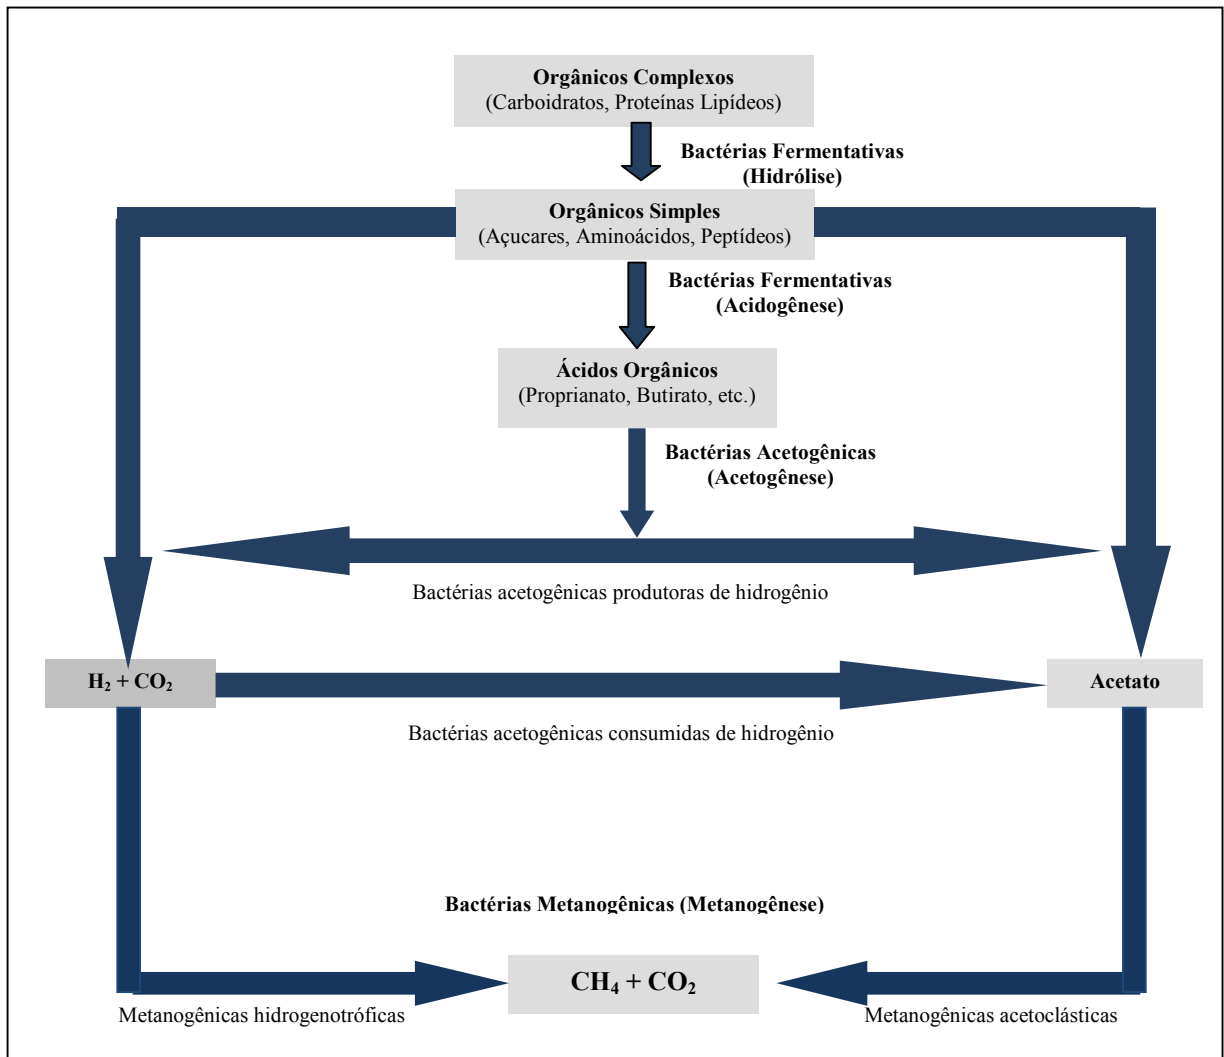 Orgânicos Complexos
(Carboidratos, Proteínas Lipídeos)
Bactérias Fermentativas
(Hidrólise)
Orgânicos Simples
(Açucares, Aminoácidos, Peptídeos)
Bactérias Fermentativas
(Acidogênese)
Ácidos Orgânicos
(Proprianato, Butirato, etc.)
Bactérias Acetogênicas
(Acetogênese)
Bactérias acetogênicas produtoras de hidrogênio
H₂ + CO₂
Acetato
Bactérias acetogênicas consumidas de hidrogênio
Bactérias Metanogênicas (Metanogênese)
CH₄ + CO₂
Metanogênicas hidrogenotróficas
Metanogênicas acetoclásticas